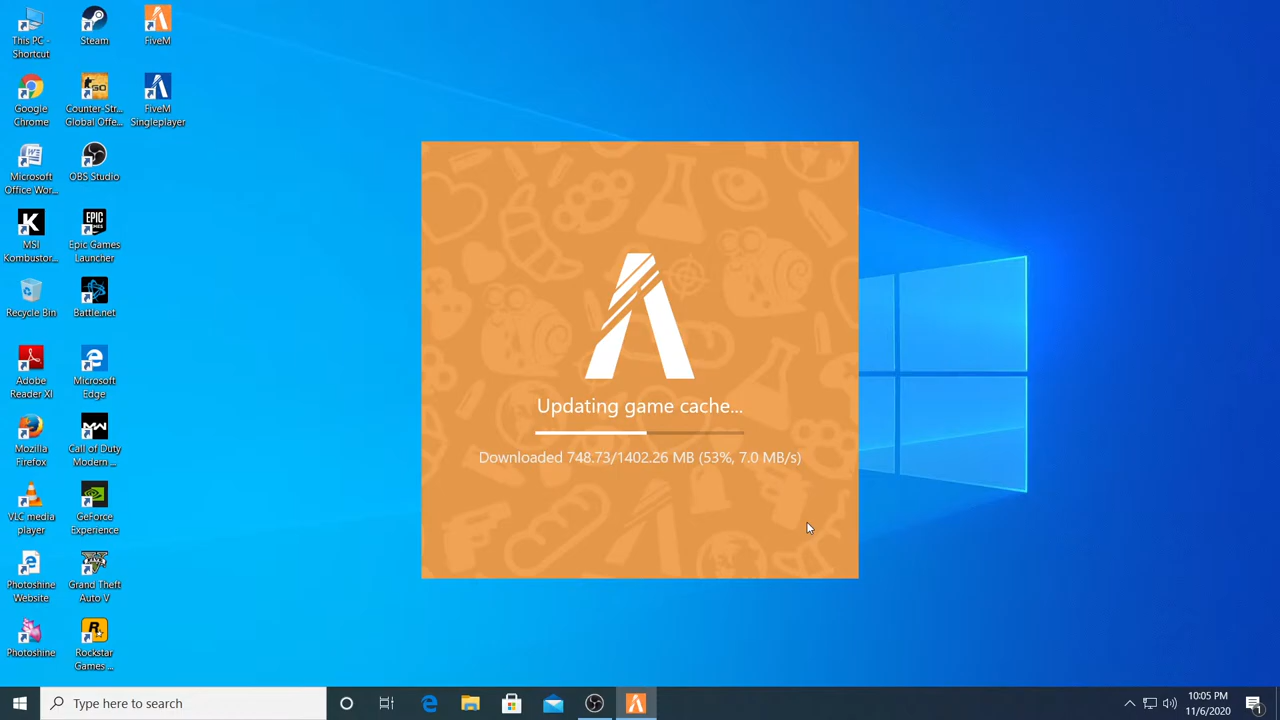 This PC -
Shortcut
Steam
FiveM
Google
Chrome
Counter-Str...
Global Offe...
FiveM
Singleplayer
Microsoft
Office Wor...
OBS Studio
MSI
Kombustor...
Epic Games
Launcher
Recycle Bin
Battle.net
Adobe
Reader XI
Microsoft
Edge
Mozilla
Firefox
Call of Duty
Modern ...
VLC media
player
GeForce
Experience
Photoshine
Website
Grand Theft
Auto V
Photoshine
Rockstar
Games ...
Updating game cache...
Downloaded 748.73/1402.26 MB (53%, 7.0 MB/s)
Type here to search
10:05 PM
11/6/2020
1